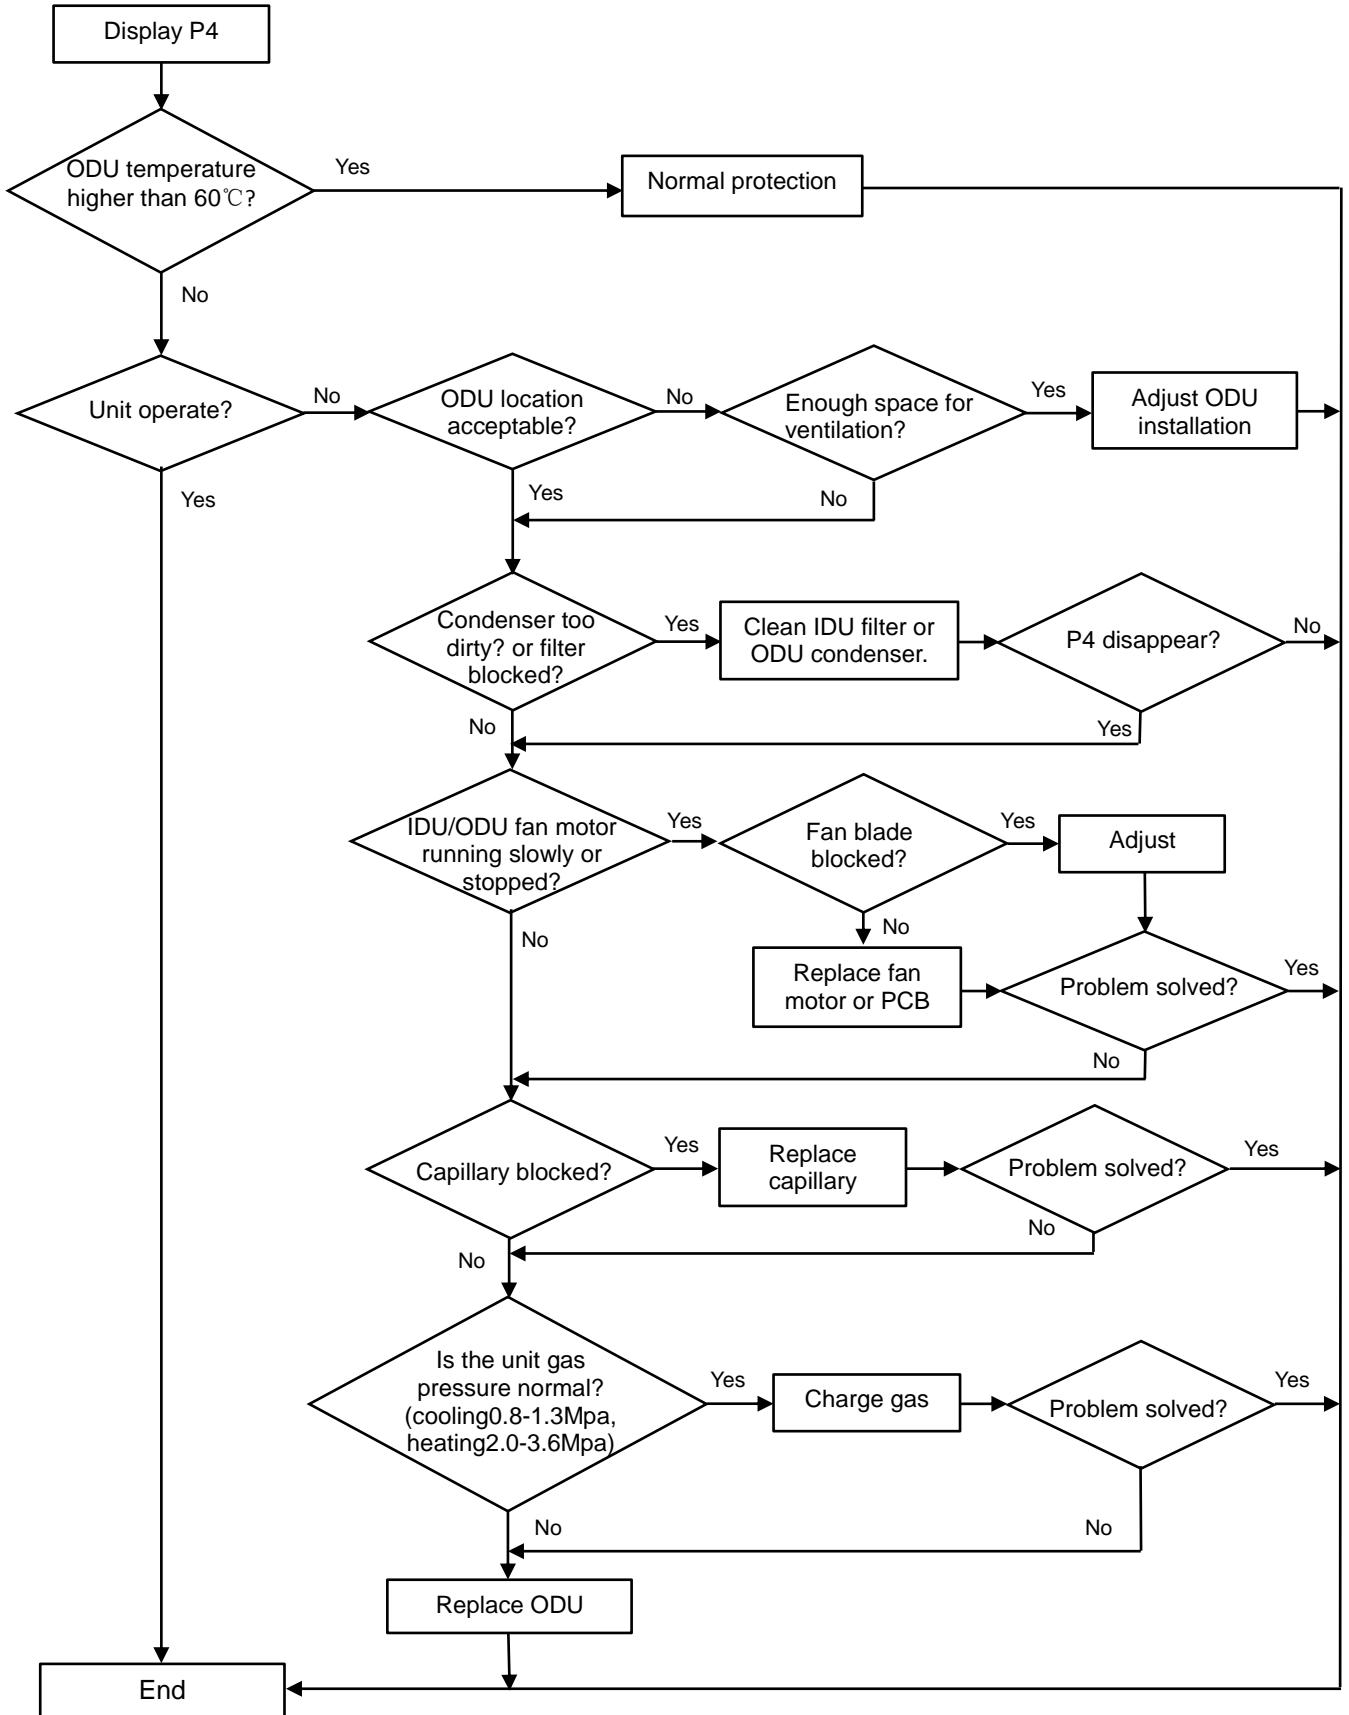 Display P4
ODU temperature
higher than 60℃?
Yes
Normal protection
No
Unit operate?
No
ODU location
acceptable?
No
Enough space for
ventilation?
Yes
Adjust ODU
installation
Yes
Yes
No
Condenser too
dirty? or filter
blocked?
Yes
Clean IDU filter or
ODU condenser.
P4 disappear?
No
No
Yes
IDU/ODU fan motor
running slowly or
stopped?
Yes
Fan blade
blocked?
Yes
Adjust
No
No
Replace fan
motor or PCB
Problem solved?
Yes
No
Capillary blocked?
Yes
Replace
capillary
Problem solved?
Yes
No
No
Is the unit gas
pressure normal?
(cooling0.8-1.3Mpa,
heating2.0-3.6Mpa)
Yes
Charge gas
Problem solved?
Yes
No
No
Replace ODU
End